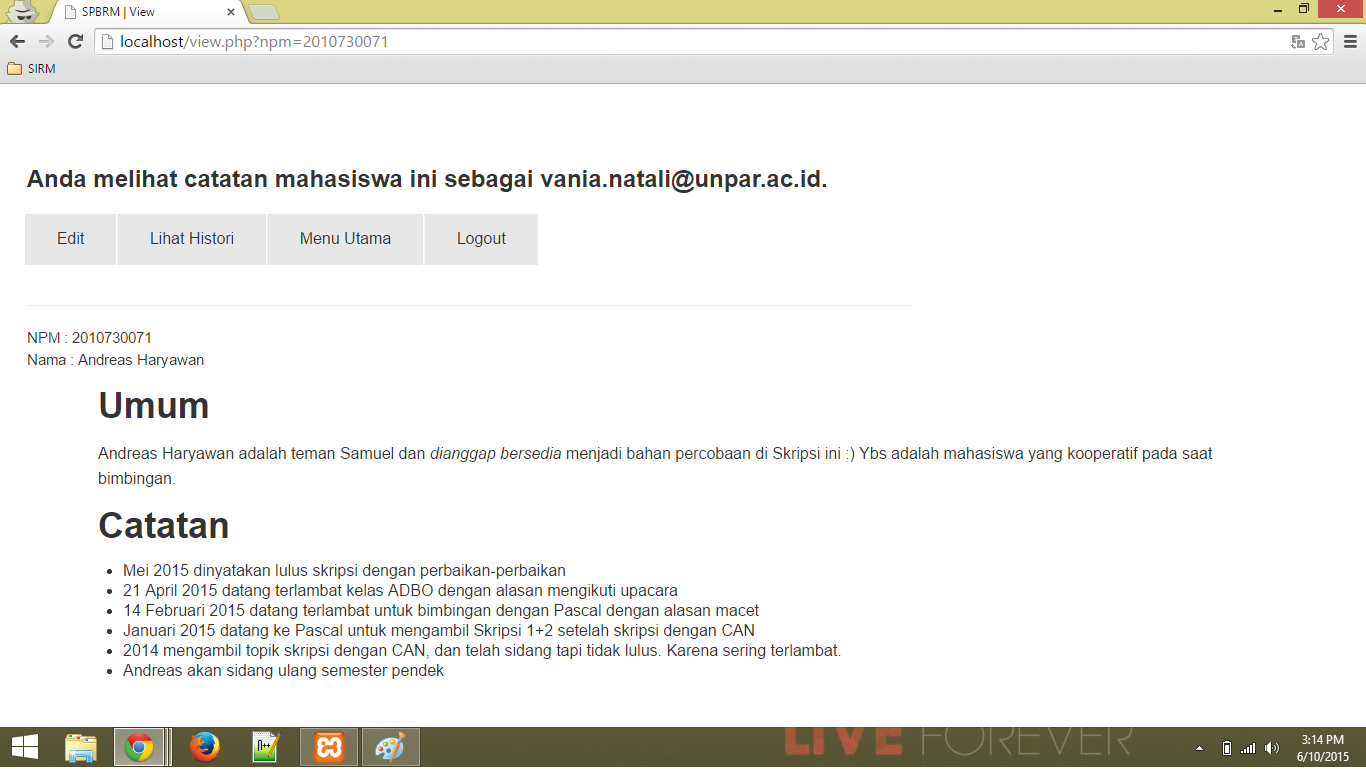 SPBRM | View
localhost/view.php?npm=2010730071
SIRM
Anda melihat catatan mahasiswa ini sebagai vania.natali@unpar.ac.id.
Edit Lihat Histori Menu Utama Logout
NPM : 2010730071
Nama : Andreas Haryawan
Umum
Andreas Haryawan adalah teman Samuel dan dianggap bersedia menjadi bahan percobaan di Skripsi ini :) Ybs adalah mahasiswa yang kooperatif pada saat
bimbingan.
Catatan
Mei 2015 dinyatakan lulus skripsi dengan perbaikan-perbaikan
21 April 2015 datang terlambat kelas ADBO dengan alasan mengikuti upacara
14 Februari 2015 datang terlambat untuk bimbingan dengan Pascal dengan alasan macet
Januari 2015 datang ke Pascal untuk mengambil Skripsi 1+2 setelah skripsi dengan CAN
2014 mengambil topik skripsi dengan CAN, dan telah sidang tapi tidak lulus. Karena sering terlambat.
Andreas akan sidang ulang semester pendek
LIVE FOREVER
3:14 PM
6/10/2015